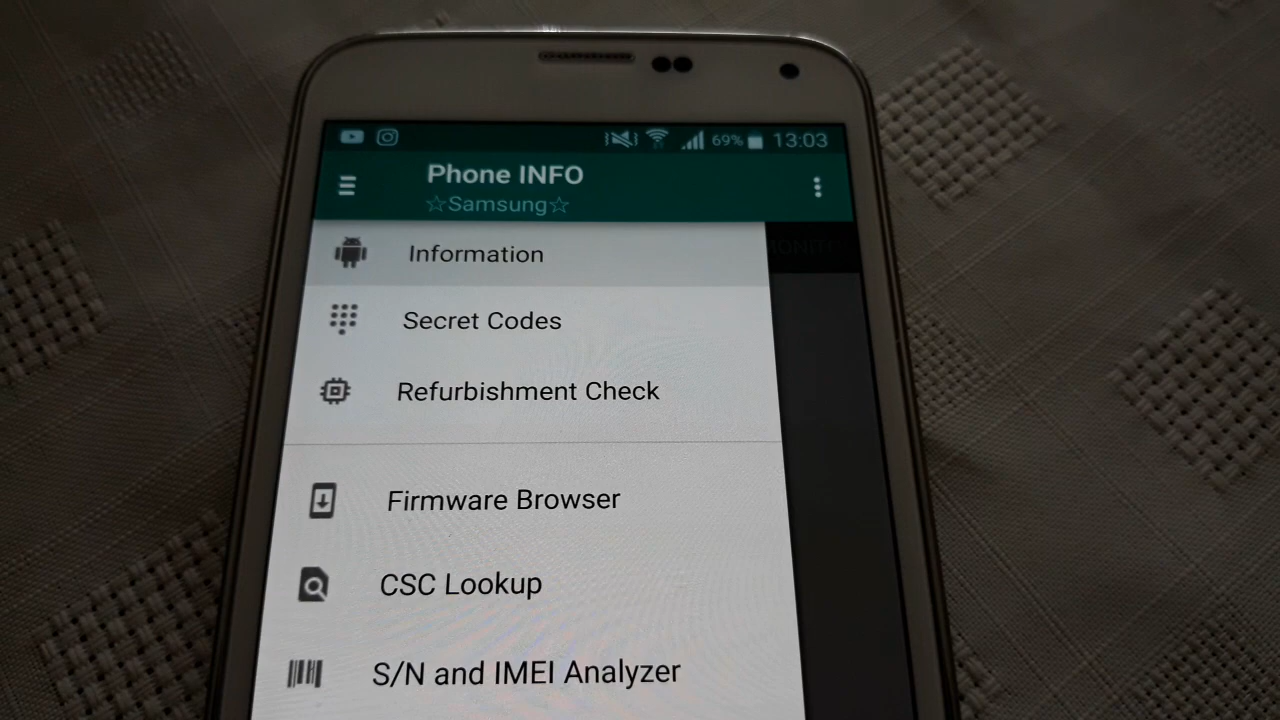 69% 13:03
Phone INFO
☆Samsung☆
Information
Secret Codes
Refurbishment Check
Firmware Browser
CSC Lookup
S/N and IMEI Analyzer